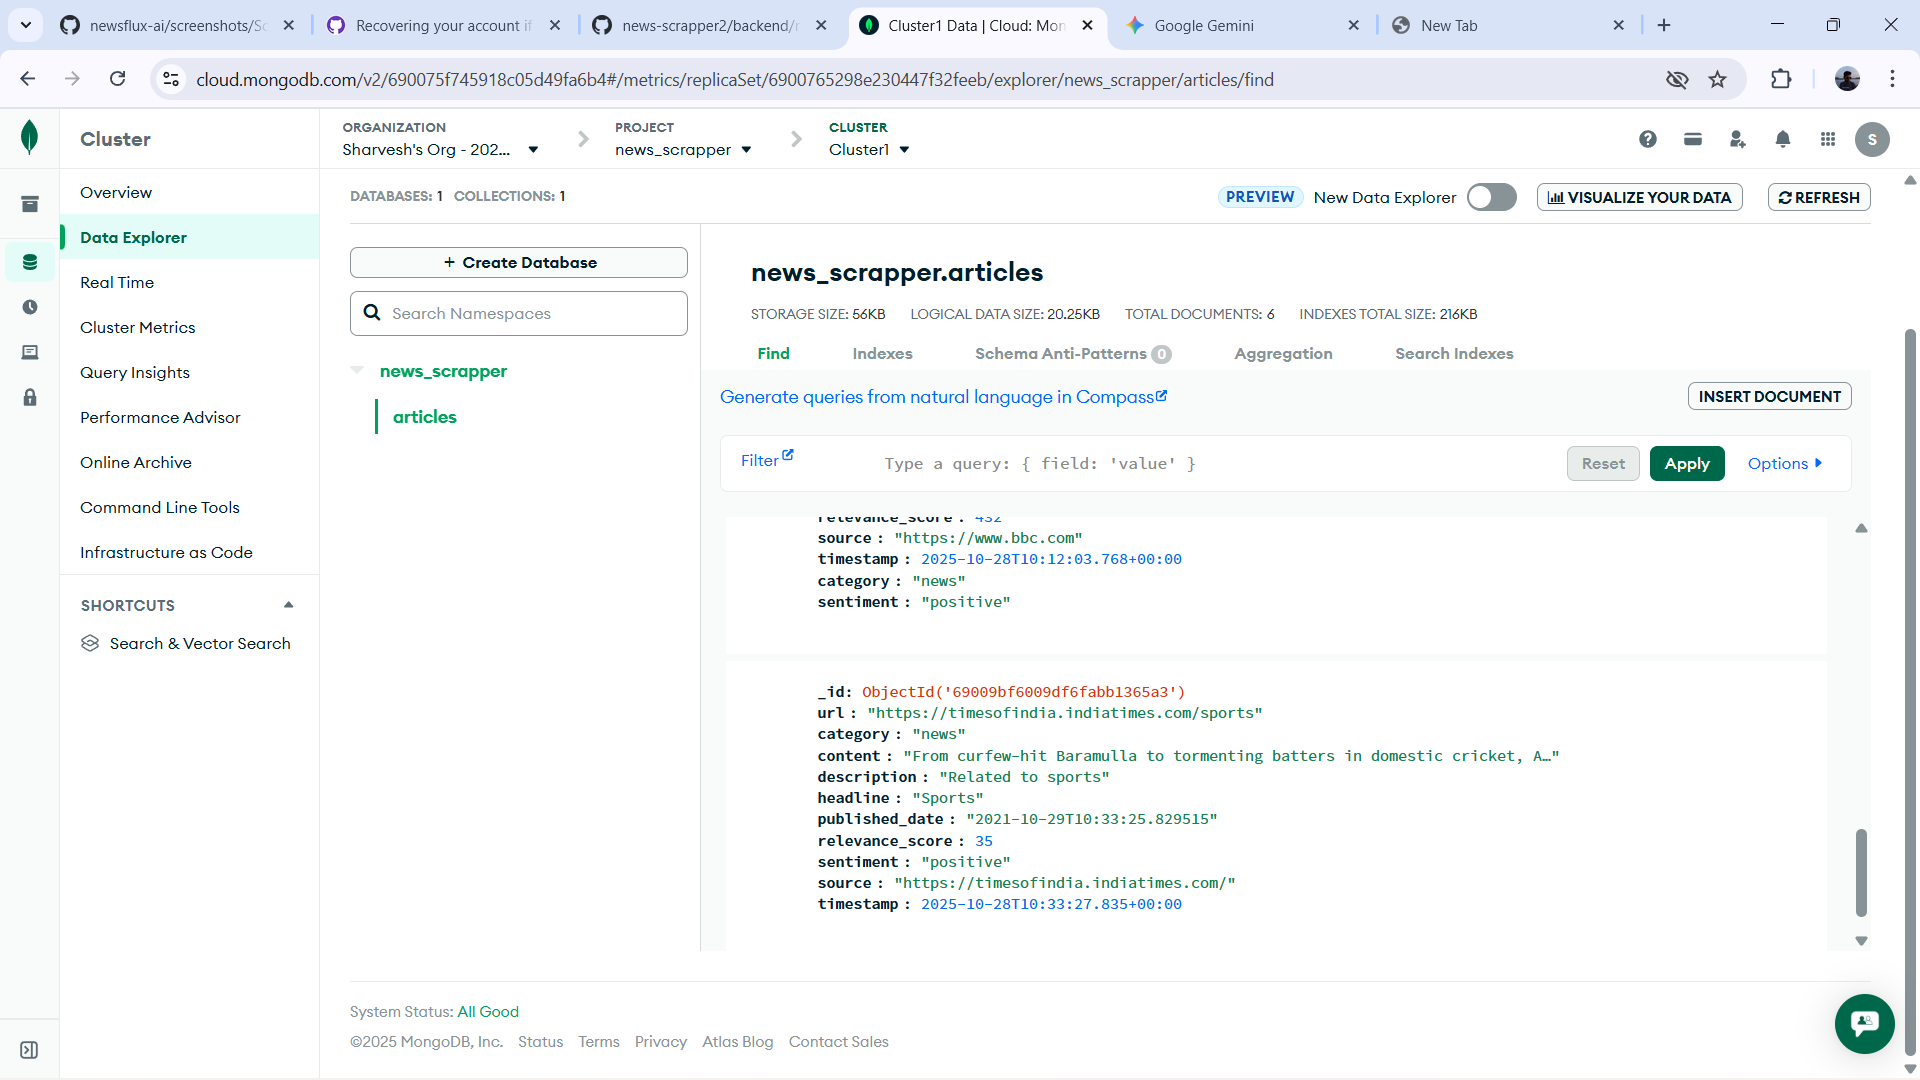 newsflux-ai/screenshots/Sc
Recovering your account if
news-scrapper2/backend/r
Cluster1 Data | Cloud: Mon
Google Gemini
New Tab
cloud.mongodb.com/v2/690075f745918c05d49fa6b4#/metrics/replicaSet/6900765298e230447f32feeb/explorer/news_scrapper/articles/find
Cluster
ORGANIZATION
Sharvesh's Org - 202...
PROJECT
news_scrapper
CLUSTER
Cluster1
S
Overview
Data Explorer
Real Time
Cluster Metrics
Query Insights
Performance Advisor
Online Archive
Command Line Tools
Infrastructure as Code
SHORTCUTS
Search & Vector Search
DATABASES: 1 COLLECTIONS: 1
PREVIEW New Data Explorer
VISUALIZE YOUR DATA
REFRESH
+ Create Database
Search Namespaces
news_scrapper
articles
news_scrapper.articles
STORAGE SIZE: 56KB LOGICAL DATA SIZE: 20.25KB TOTAL DOCUMENTS: 6 INDEXES TOTAL SIZE: 216KB
Find Indexes Schema Anti-Patterns 0 Aggregation Search Indexes
Generate queries from natural language in Compass
INSERT DOCUMENT
Filter
Type a query: { field: 'value' }
Reset
Apply
Options
relevance_score : 432
source : "https://www.bbc.com"
timestamp : 2025-10-28T10:12:03.768+00:00
category : "news"
sentiment : "positive"
_id: ObjectId('69009bf6009df6fabb1365a3')
url : "https://timesofindia.indiatimes.com/sports"
category : "news"
content : "From curfew-hit Baramulla to tormenting batters in domestic cricket, A…"
description : "Related to sports"
headline : "Sports"
published_date : "2021-10-29T10:33:25.829515"
relevance_score : 35
sentiment : "positive"
source : "https://timesofindia.indiatimes.com/"
timestamp : 2025-10-28T10:33:27.835+00:00
System Status: All Good
©2025 MongoDB, Inc. Status Terms Privacy Atlas Blog Contact Sales